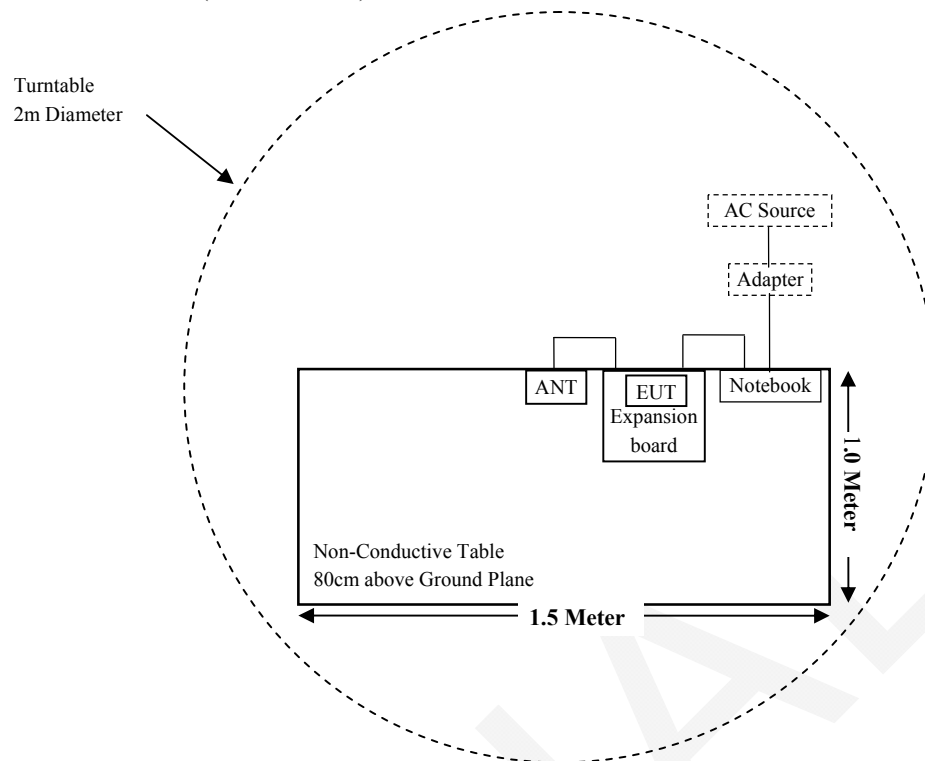 Turntable
2m Diameter
AC Source
Adapter
ANT
EUT
Notebook
Expansion
board
1.0 Meter
Non-Conductive Table
80cm above Ground Plane
1.5 Meter